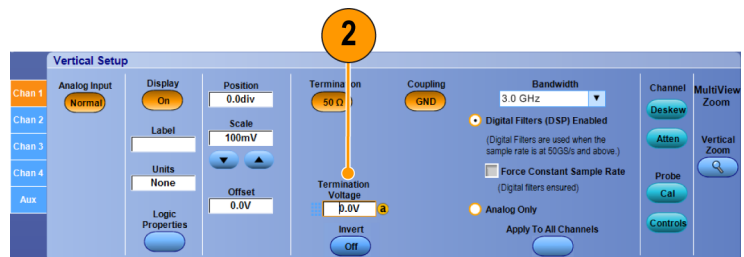 2
Vertical Setup
Chan 1
Chan 2
Chan 3
Chan 4
Aux
Analog Input
Normal
Display
On
Label
Units
None
Logic
Properties
Position
0.0div
Scale
100mV
Offset
0.0V
Termination
50 Ω
Termination
Voltage
0.0V
a
Invert
Off
Coupling
GND
Bandwidth
3.0 GHz
Digital Filters (DSP) Enabled
(Digital Filters are used when the
sample rate is at 50GS/s and above.)
Force Constant Sample Rate
(Digital filters ensured)
Analog Only
Apply To All Channels
Channel
Deskew
Atten
Probe
Cal
Controls
MultiView
Zoom
Vertical
Zoom